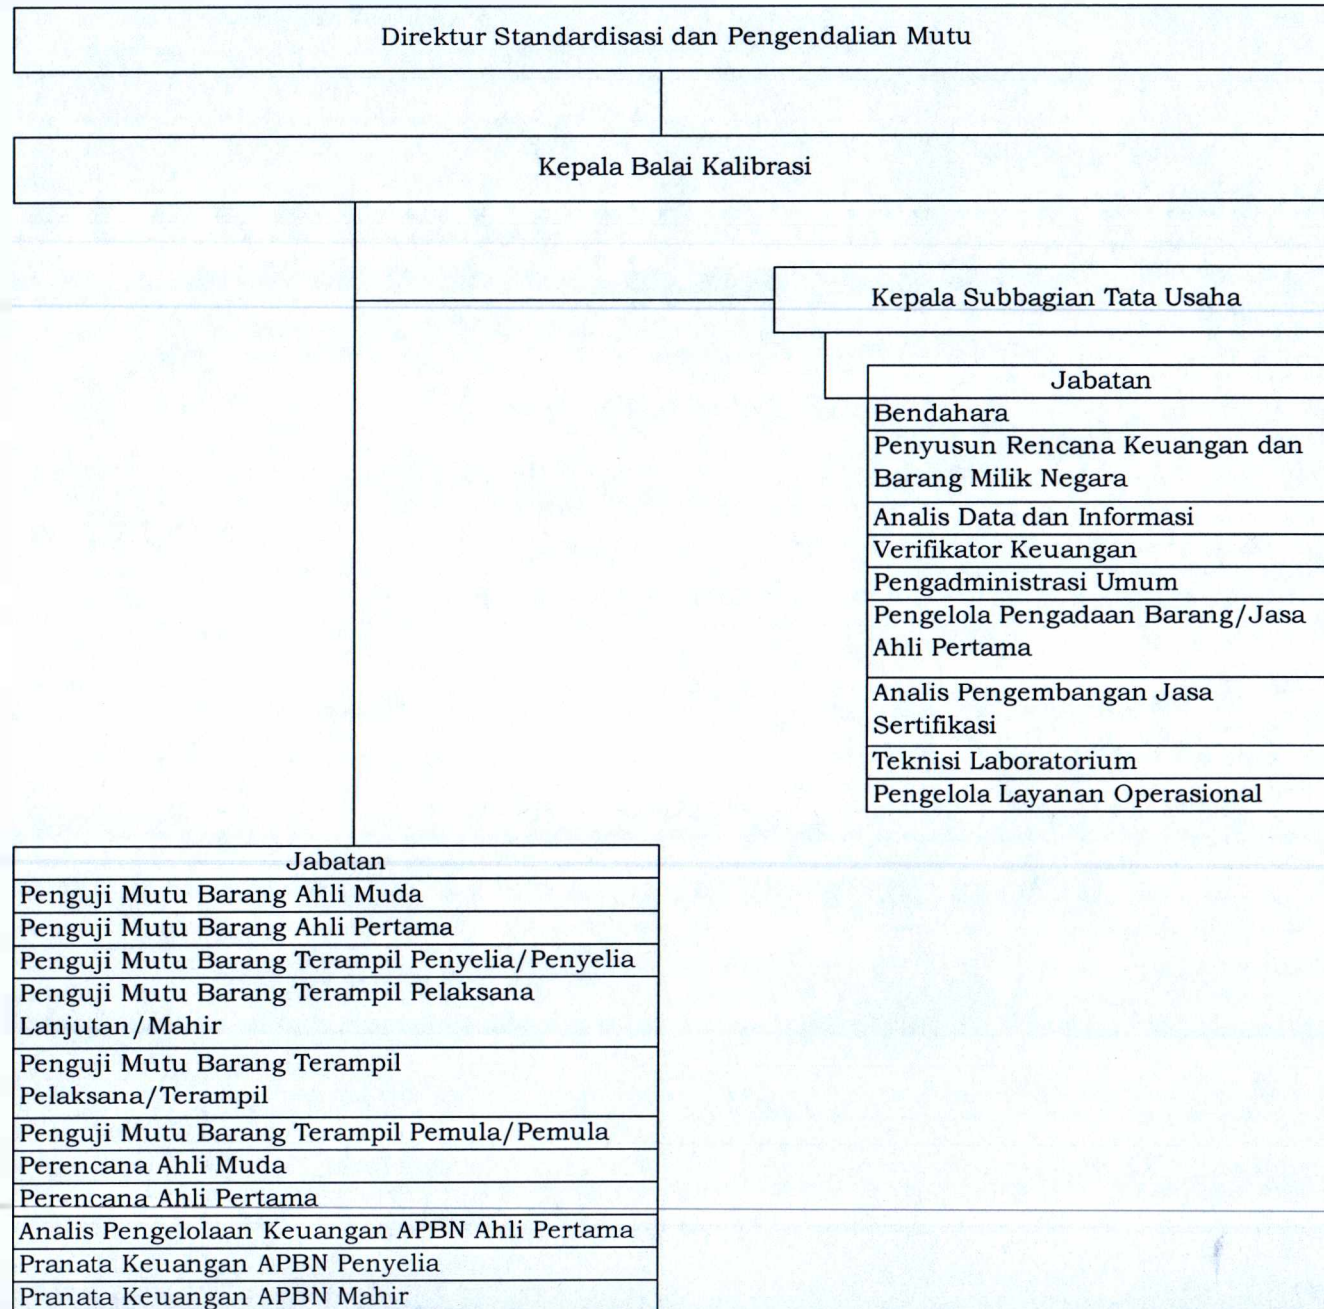 Direktur Standardisasi dan Pengendalian Mutu
Kepala Balai Kalibrasi
Kepala Subbagian Tata Usaha
Jabatan
Bendahara
Penyusun Rencana Keuangan dan
Barang Milik Negara
Analis Data dan Informasi
Verifikator Keuangan
Pengadministrasi Umum
Pengelola Pengadaan Barang/Jasa
Ahli Pertama
Analis Pengembangan Jasa
Sertifikasi
Teknisi Laboratorium
Pengelola Layanan Operasional
Jabatan
Penguji Mutu Barang Ahli Muda
Penguji Mutu Barang Ahli Pertama
Penguji Mutu Barang Terampil Penyelia/Penyelia
Penguji Mutu Barang Terampil Pelaksana
Lanjutan/Mahir
Penguji Mutu Barang Terampil
Pelaksana/Terampil
Penguji Mutu Barang Terampil Pemula/Pemula
Perencana Ahli Muda
Perencana Ahli Pertama
Analis Pengelolaan Keuangan APBN Ahli Pertama
Pranata Keuangan APBN Penyelia
Pranata Keuangan APBN Mahir